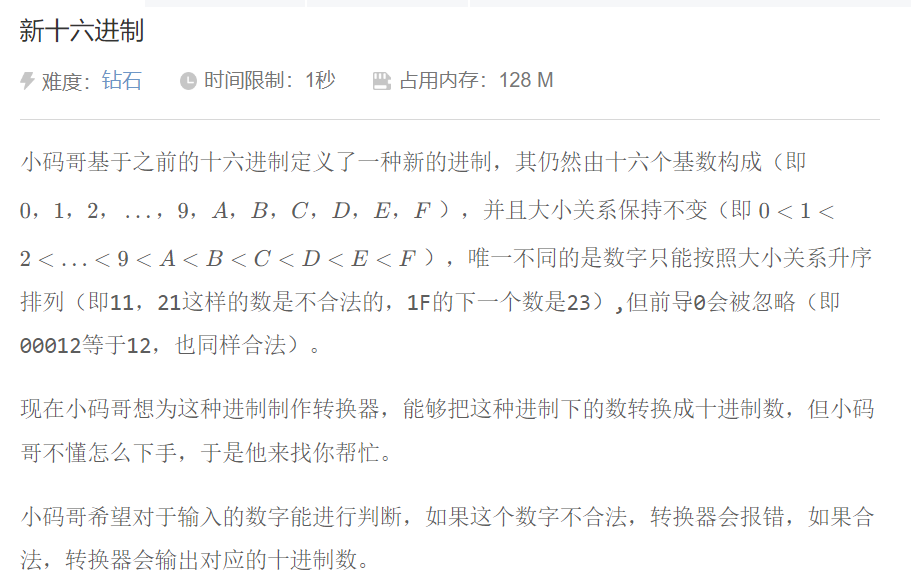 新十六进制
难度：钻石 时间限制：1秒 占用内存：128 M
小码哥基于之前的十六进制定义了一种新的进制，其仍然由十六个基数构成（即
0，1，2，...，9，A，B，C，D，E，F ），并且大小关系保持不变（即 0 < 1 <
2 < ... < 9 < A < B < C < D < E < F ），唯一不同的是数字只能按照大小关系升序
排列（即11，21这样的数是不合法的，1F的下一个数是23）,但前导0会被忽略（即
00012等于12，也同样合法）。
现在小码哥想为这种进制制作转换器，能够把这种进制下的数转换成十进制数，但小码
哥不懂怎么下手，于是他来找你帮忙。
小码哥希望对于输入的数字能进行判断，如果这个数字不合法，转换器会报错，如果合
法，转换器会输出对应的十进制数。